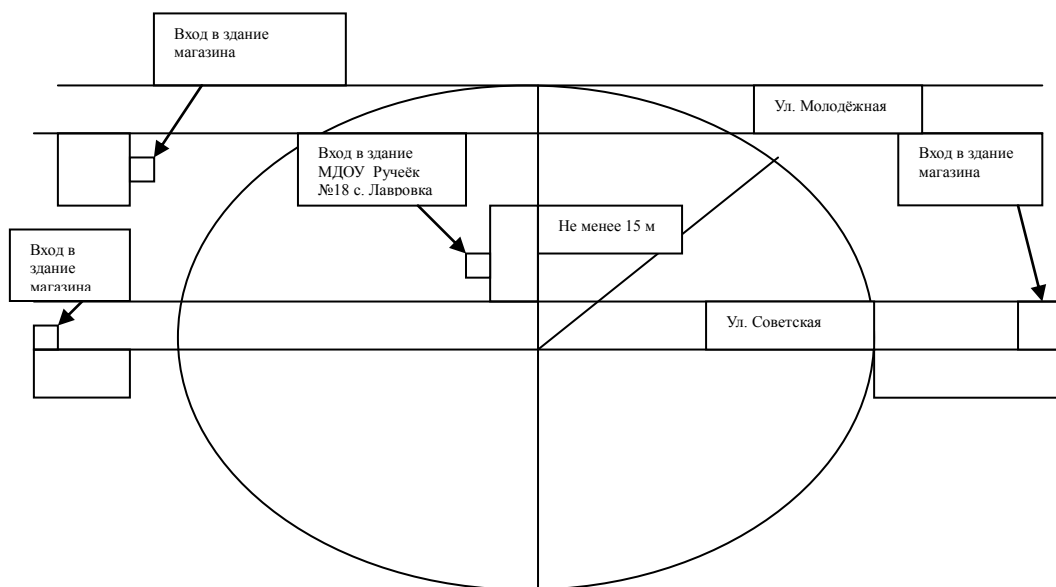 Вход в здание
магазина
Ул. Молодёжная
Вход в здание
МДОУ Ручеёк
№18 с. Лавровка
Вход в здание
магазина
Не менее 15 м
Вход в
здание
магазина
Ул. Советская